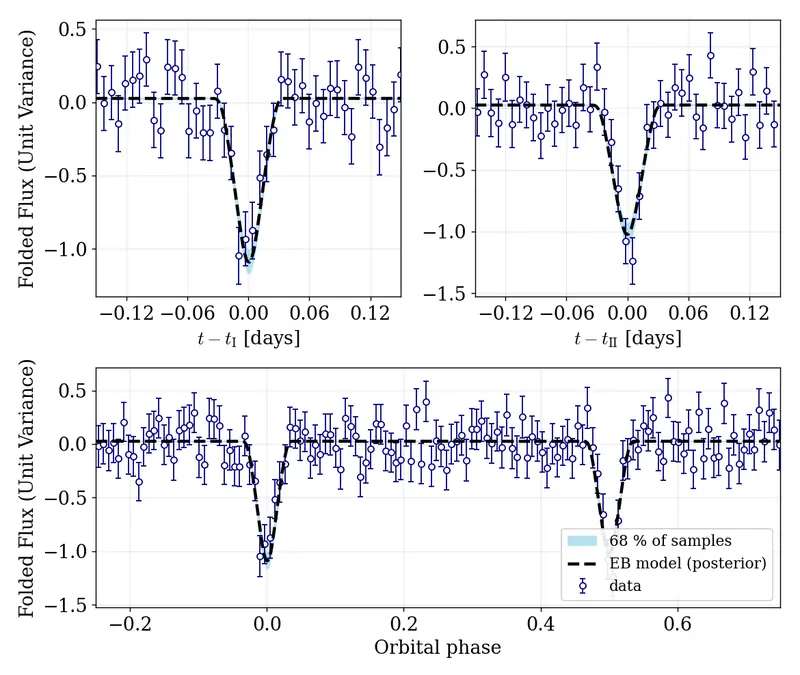 0.5
0.0
−0.5
−1.0
Folded Flux (Unit Variance)
−0.12 −0.06 0.00 0.06 0.12
t − tI [days]
0.5
0.0
−0.5
−1.0
−1.5
−0.12 −0.06 0.00 0.06 0.12
t − tII [days]
0.5
0.0
−0.5
−1.0
−1.5
Folded Flux (Unit Variance)
68 % of samples
EB model (posterior)
data
−0.2 0.0 0.2 0.4 0.6
Orbital phase